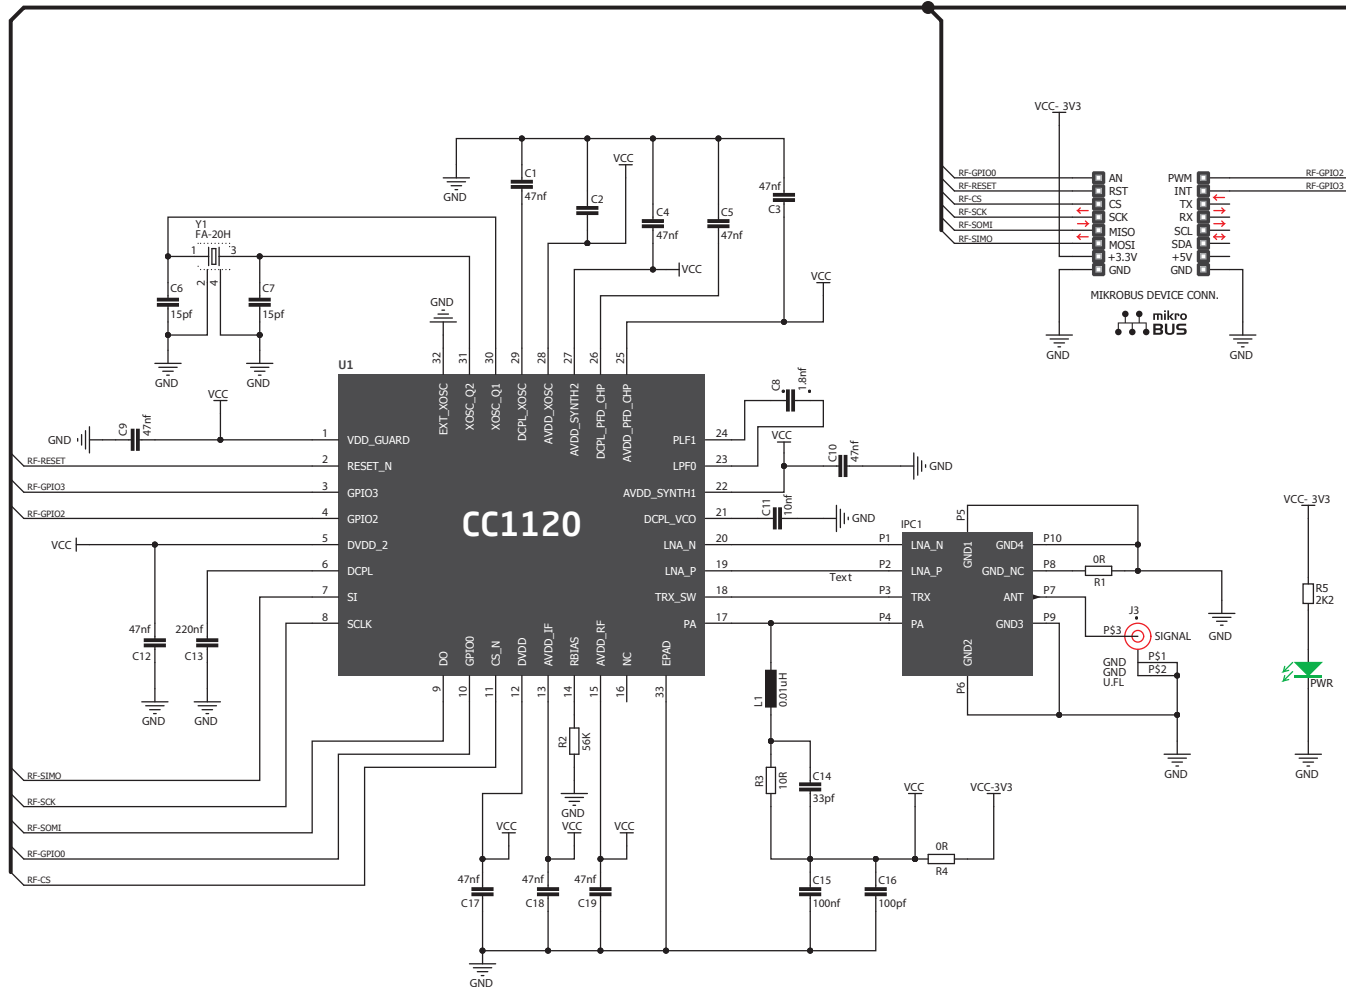 VCC- 3V3
RF-GPIO0
RF-RESET
RF-CS
RF-SCK
RF-SOMI
RF-SIMO
AN
RST
CS
SCK
MISO
MOSI
+3.3V
GND
PWM
INT
TX
RX
SCL
SDA
+5V
GND
RF-GPIO2
RF-GPIO3
MIKROBUS DEVICE CONN.
mikro
BUS
GND
GND
GND
C1
47nf
C2
VCC
C4
47nf
C5
47nf
47nf
C3
VCC
VCC
Y1
FA-20H
1
3
2
4
C6
15pf
C7
15pf
GND
GND
GND
32
31
30
29
28
27
26
25
U1
EXT_XOSC
XOSC_Q2
XOSC_Q1
DCPL_XOSC
AVDD_XOSC
AVDD_SYNTH2
DCPL_PFD_CHP
AVDD_PFD_CHP
VCC
GND
C9
47nf
RF-RESET
RF-GPIO3
RF-GPIO2
VCC
1
2
3
4
5
6
7
8
VDD_GUARD
RESET_N
GPIO3
GPIO2
DVDD_2
DCPL
SI
SCLK
CC1120
PLF1
LPF0
AVDD_SYNTH1
DCPL_VCO
LNA_N
LNA_P
TRX_SW
PA
24
23
22
21
20
19
18
17
C8
1.8nf
VCC
C10
47nf
GND
C11
10nf
GND
Text
P1
P2
P3
P4
IPC1
LNA_N
LNA_P
TRX
PA
GND1
GND2
GND4
GND_NC
ANT
GND3
P5
P6
P10
P8
P7
P9
0R
R1
GND
J3
P$3
SIGNAL
GND
GND
U.FL
P$1
P$2
GND
VCC- 3V3
R5
2K2
PWR
GND
47nf
C12
220nf
C13
GND
GND
DO
GPIO0
CS_N
DVDD
AVDD_IF
RBIAS
AVDD_RF
NC
EPAD
9
10
11
12
13
14
15
16
33
R2
56K
GND
L1
0.01uH
R3
10R
C14
33pf
VCC
VCC-3V3
0R
R4
RF-SIMO
RF-SCK
RF-SOMI
RF-GPIO0
RF-CS
VCC
VCC
VCC
47nf
C17
47nf
C18
47nf
C19
C15
100nf
C16
100pf
GND